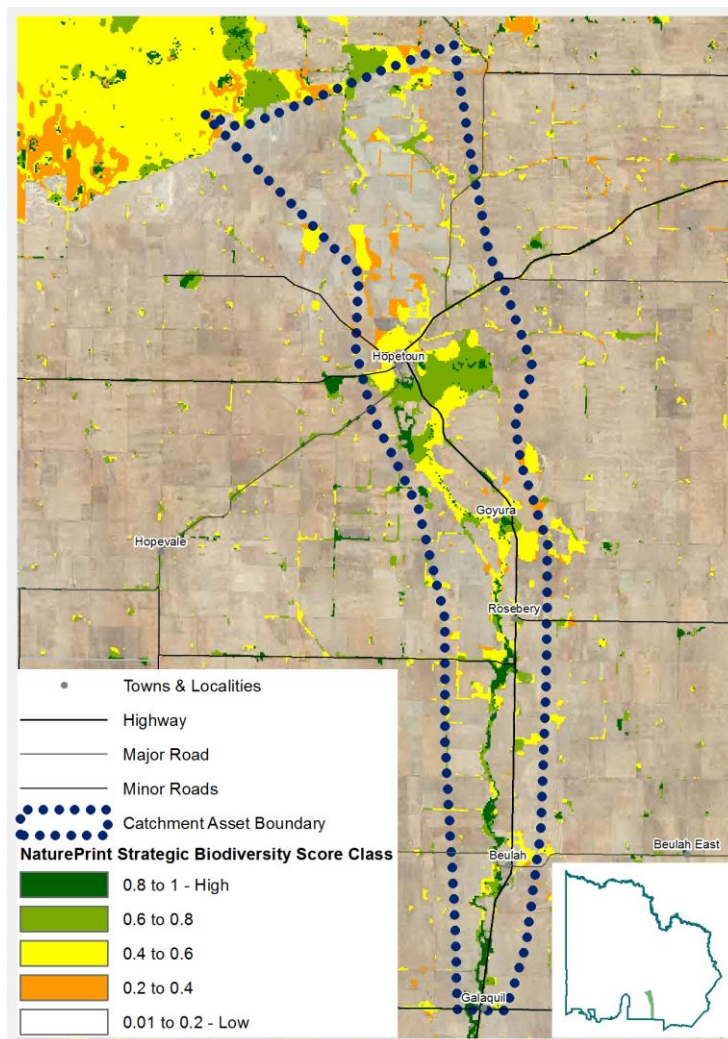 Hopetoun
Goyura
Hopevale
Rosebery
Beulah
Beulah East
Galaquil
Towns & Localities
Highway
Major Road
Minor Roads
Catchment Asset Boundary
NaturePrint Strategic Biodiversity Score Class
0.8 to 1 - High
0.6 to 0.8
0.4 to 0.6
0.2 to 0.4
0.01 to 0.2 - Low